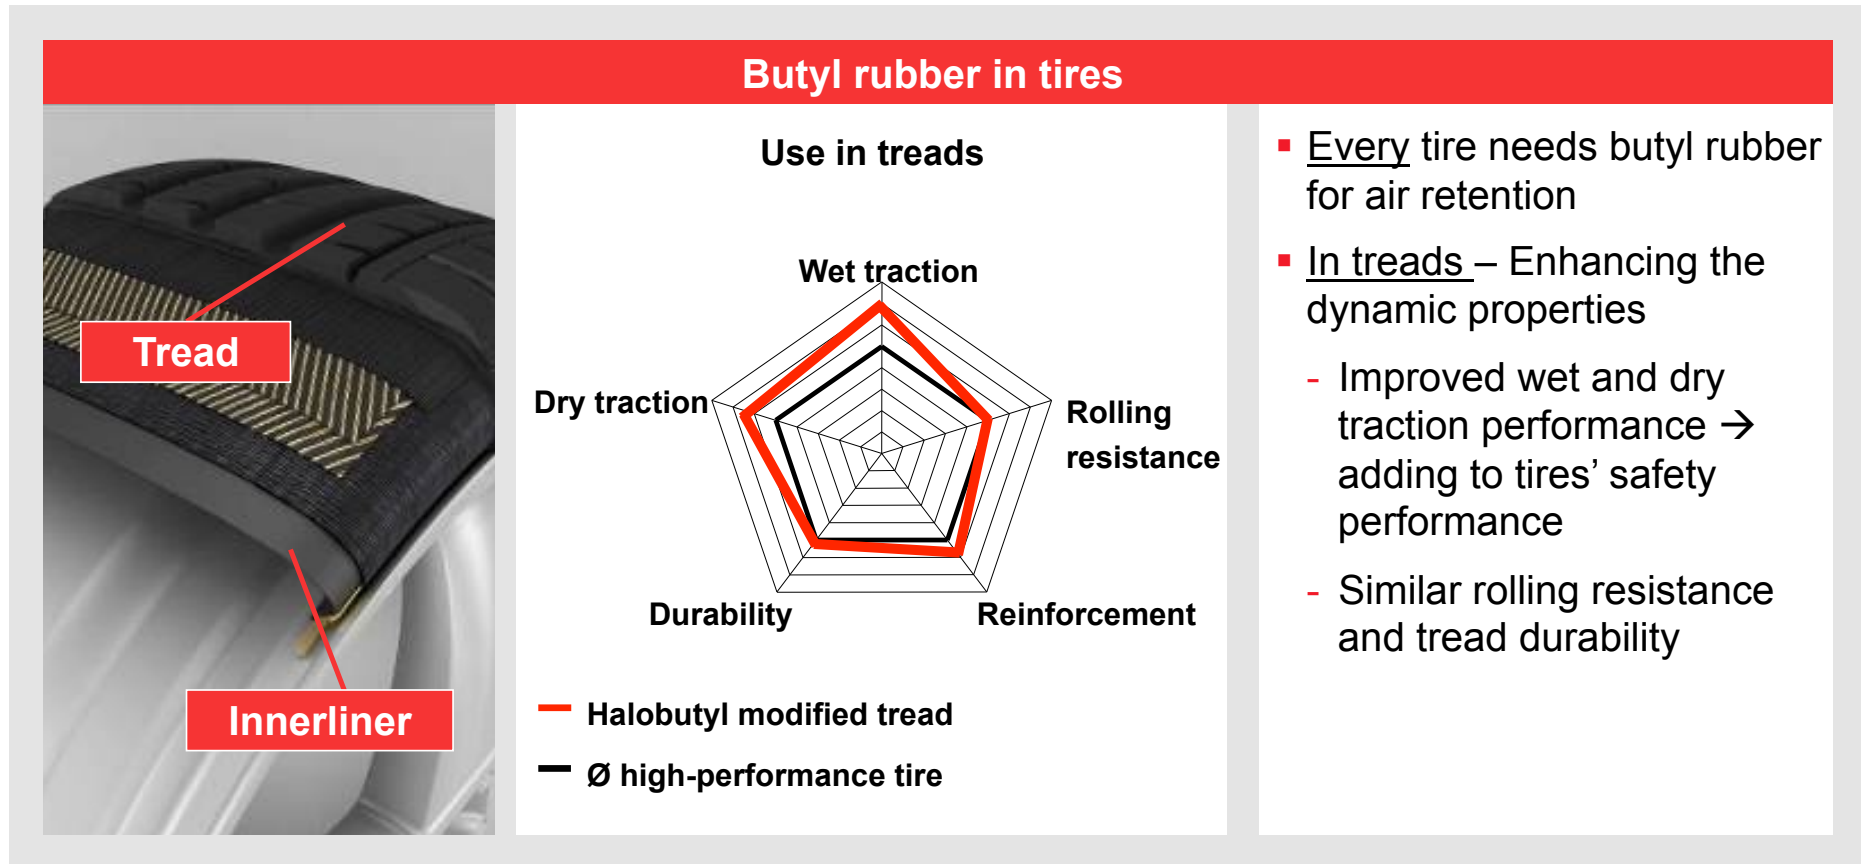 Butyl rubber in tires
Tread
Innerliner
Use in treads
Wet traction
Dry traction
Rolling
resistance
Durability
Reinforcement
Halobutyl modified tread
Ø high-performance tire
▪ Every tire needs butyl rubber
for air retention
▪ In treads – Enhancing the
dynamic properties
- Improved wet and dry
traction performance →
adding to tires’ safety
performance
- Similar rolling resistance
and tread durability